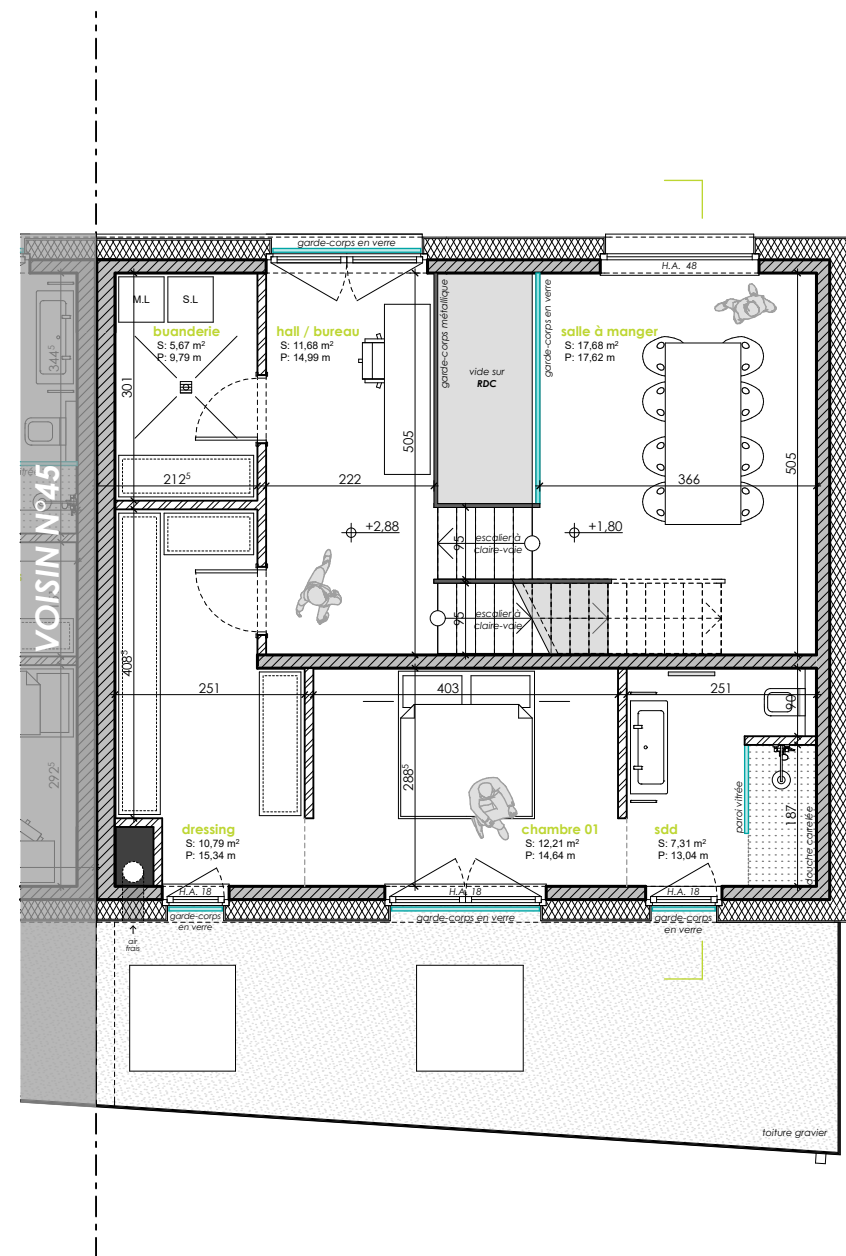 garde-corps en verre
H.A. 48
M.L
S.L
buanderie
S: 5,67 m²
P: 9,79 m
hall / bureau
S: 11,68 m²
P: 14,99 m
garde-corps métallique
vide sur
RDC
garde-corps en verre
salle à manger
S: 17,68 m²
P: 17,62 m
344⁵
301
505
505
212⁵
222
366
VOISIN N°45
+2,88
+1,80
95
escalier à
claire-voie
95
escalier à
claire-voie
408⁵
251
403
251
90
292⁵
288⁵
187
paroi vitrée
douche carrelée
dressing
S: 10,79 m²
P: 15,34 m
chambre 01
S: 12,21 m²
P: 14,64 m
sdd
S: 7,31 m²
P: 13,04 m
H.A. 18
H.A. 18
H.A. 18
garde-corps
en verre
garde-corps en verre
garde-corps
en verre
air
frais
toiture gravier